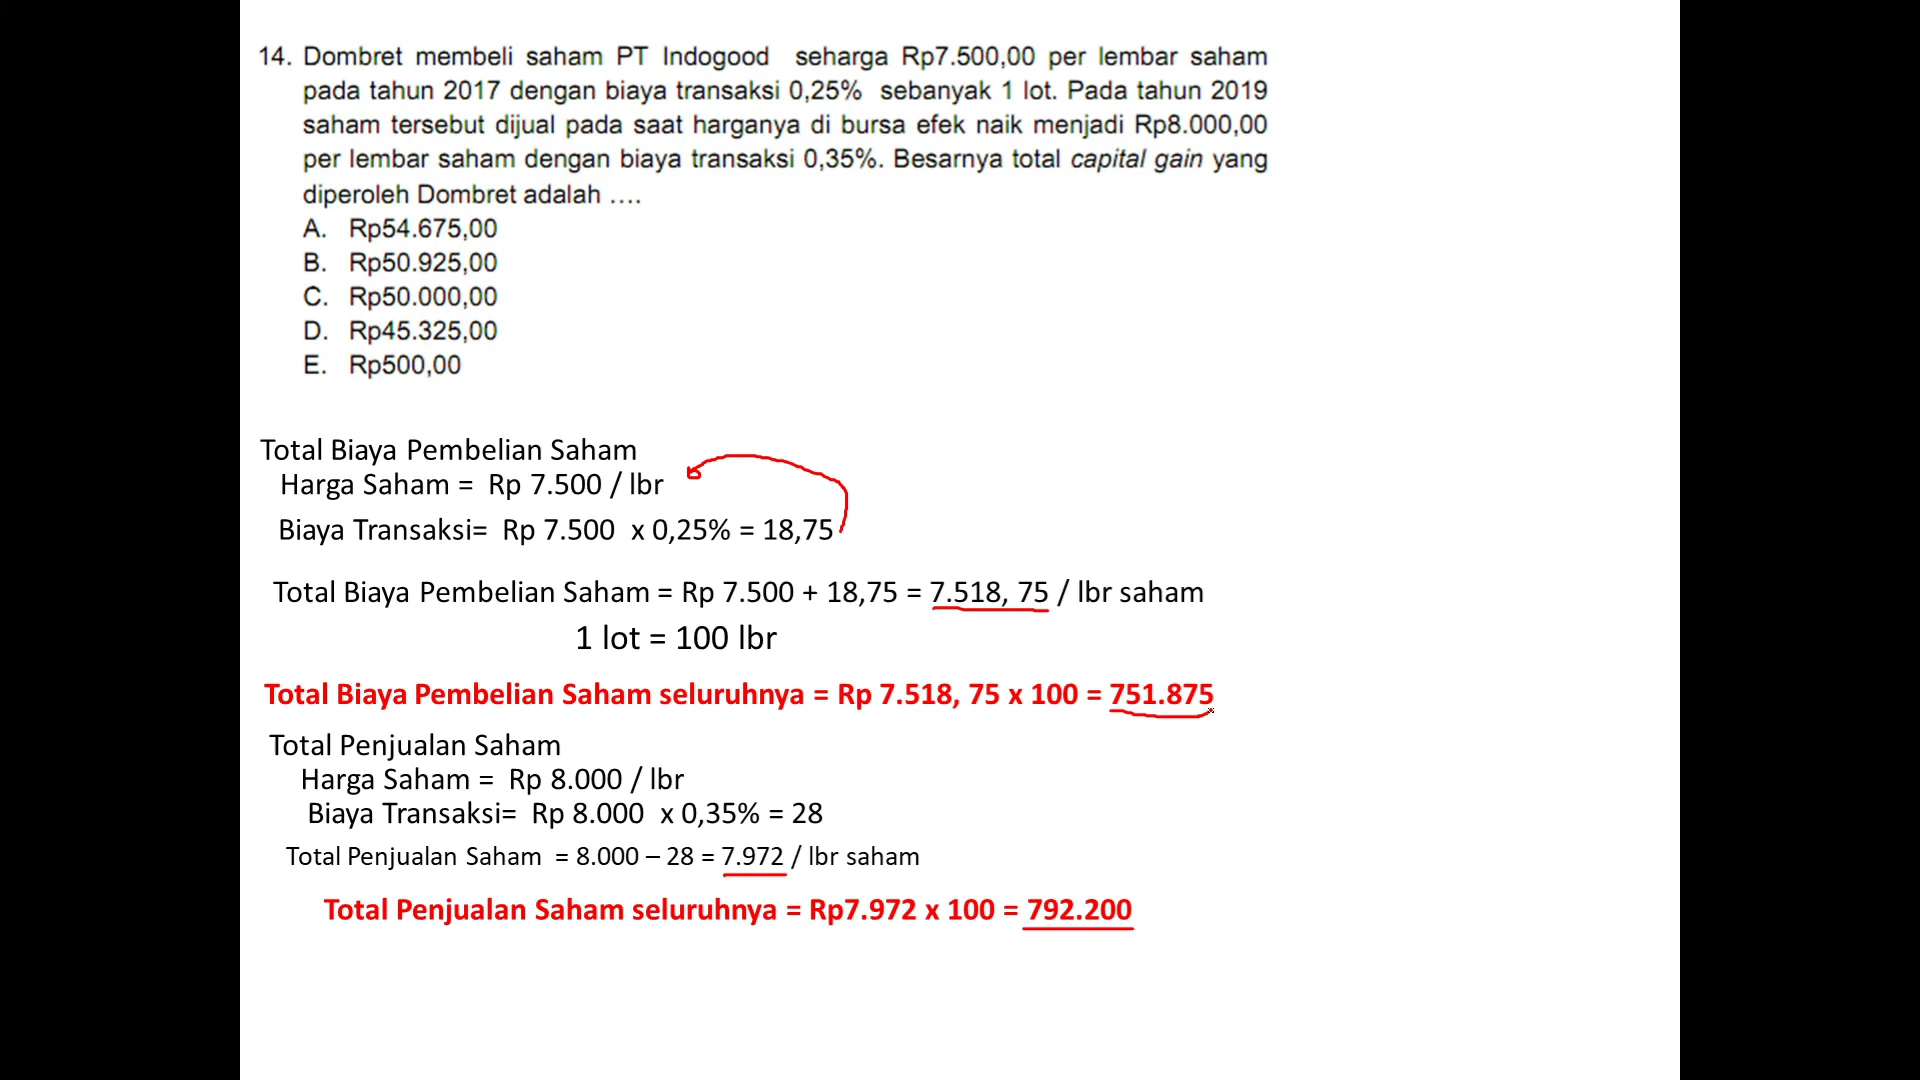 14. Dombret membeli saham PT Indogood seharga Rp7.500,00 per lembar saham
pada tahun 2017 dengan biaya transaksi 0,25% sebanyak 1 lot. Pada tahun 2019
saham tersebut dijual pada saat harganya di bursa efek naik menjadi Rp8.000,00
per lembar saham dengan biaya transaksi 0,35%. Besarnya total capital gain yang
diperoleh Dombret adalah ....
A. Rp54.675,00
B. Rp50.925,00
C. Rp50.000,00
D. Rp45.325,00
E. Rp500,00
Total Biaya Pembelian Saham
Harga Saham = Rp 7.500 / lbr
Biaya Transaksi= Rp 7.500 x 0,25% = 18,75
Total Biaya Pembelian Saham = Rp 7.500 + 18,75 = 7.518, 75 / lbr saham
1 lot = 100 lbr
Total Biaya Pembelian Saham seluruhnya = Rp 7.518, 75 x 100 = 751.875
Total Penjualan Saham
Harga Saham = Rp 8.000 / lbr
Biaya Transaksi= Rp 8.000 x 0,35% = 28
Total Penjualan Saham = 8.000 – 28 = 7.972 / lbr saham
Total Penjualan Saham seluruhnya = Rp7.972 x 100 = 792.200